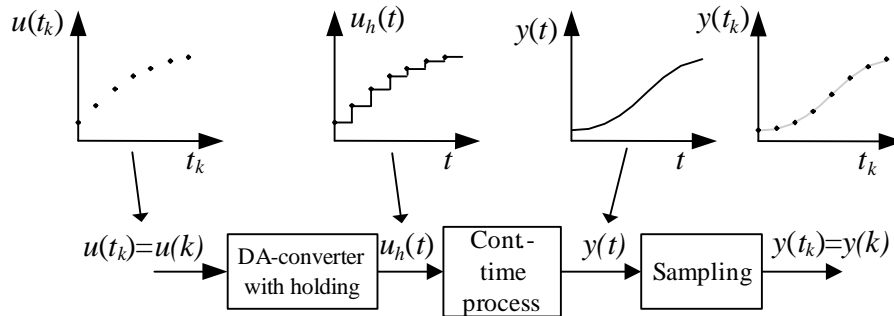 u(t_k)
u_h(t)
y(t)
y(t_k)
t_k
t
t
t_k
u(t_k)=u(k)
DA-converter
with holding
u_h(t)
Cont.-
time
process
y(t)
Sampling
y(t_k)=y(k)